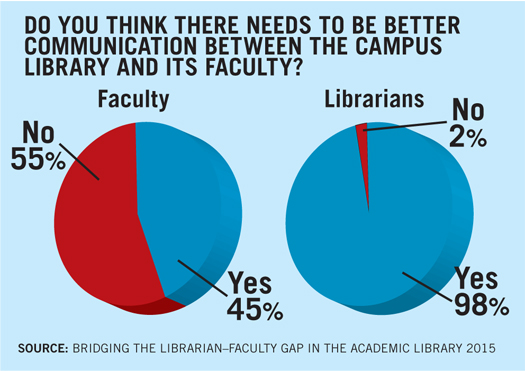 DO YOU THINK THERE NEEDS TO BE BETTER
COMMUNICATION BETWEEN THE CAMPUS
LIBRARY AND ITS FACULTY?
Faculty
No
55%
Yes
45%
Librarians
No
2%
Yes
98%
SOURCE: BRIDGING THE LIBRARIAN–FACULTY GAP IN THE ACADEMIC LIBRARY 2015